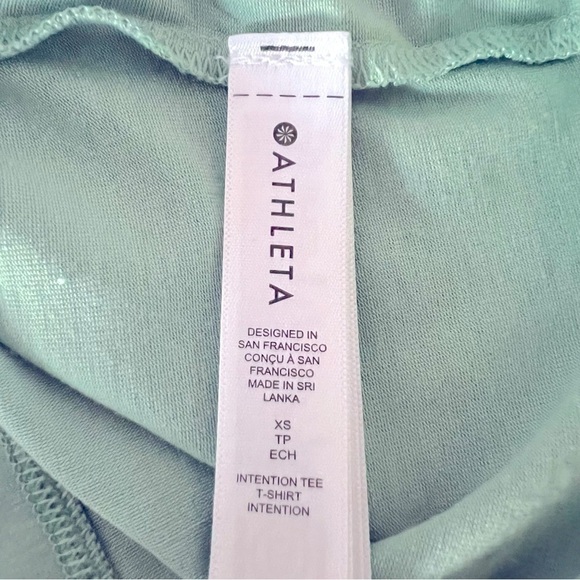 ATHLETA
DESIGNED IN
SAN FRANCISCO
CONÇU À SAN
FRANCISCO
MADE IN SRI
LANKA
XS
TP
ECH
INTENTION TEE
T-SHIRT
INTENTION